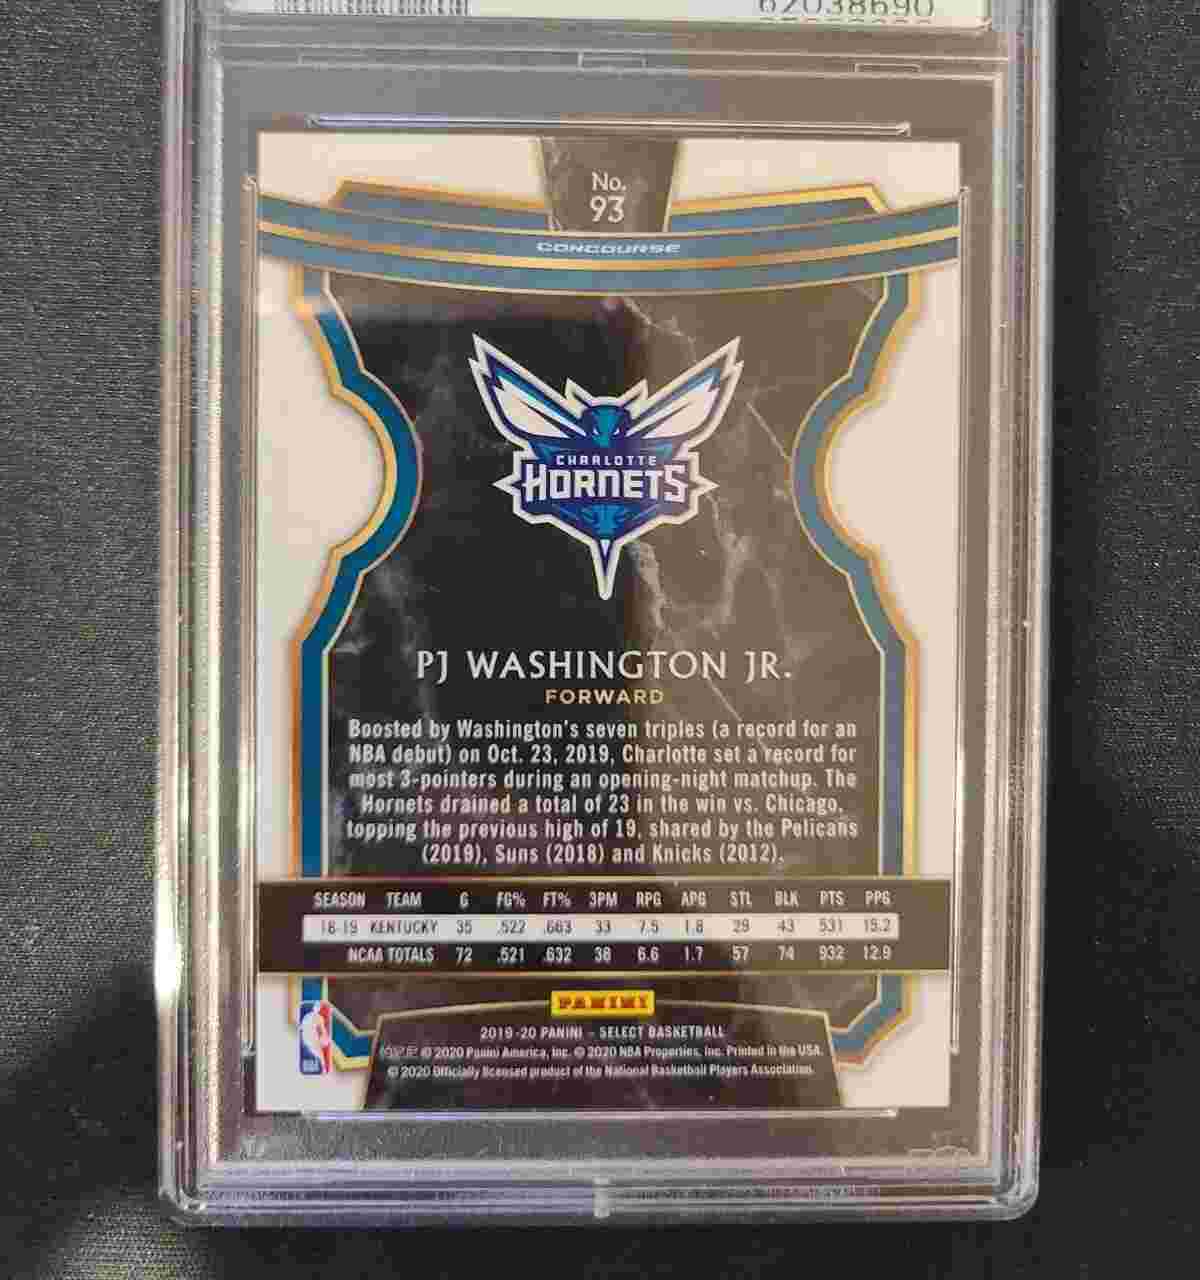 62038690
No.
93
CONCOURSE
CHARLOTTE
HORNETS
PJ WASHINGTON JR.
FORWARD
Boosted by Washington's seven triples (a record for an
NBA debut) on Oct. 23, 2019, Charlotte set a record for
most 3-pointers during an opening-night matchup. The
Hornets drained a total of 23 in the win vs. Chicago,
topping the previous high of 19, shared by the Pelicans
(2019), Suns (2018) and Knicks (2012).
SEASON TEAM G FG% FT% 3PM RPG APG STL BLK PTS PPG
18-19 KENTUCKY 35 .522 .663 33 7.5 1.8 29 43 531 15.2
NCAA TOTALS 72 .521 .632 38 6.6 1.7 57 74 932 12.9
PANINI
2019-20 PANINI – SELECT BASKETBALL
© 2020 Panini America, Inc. © 2020 NBA Properties, Inc. Printed in the USA.
© 2020 Officially licensed product of the National Basketball Players Association.
NBA